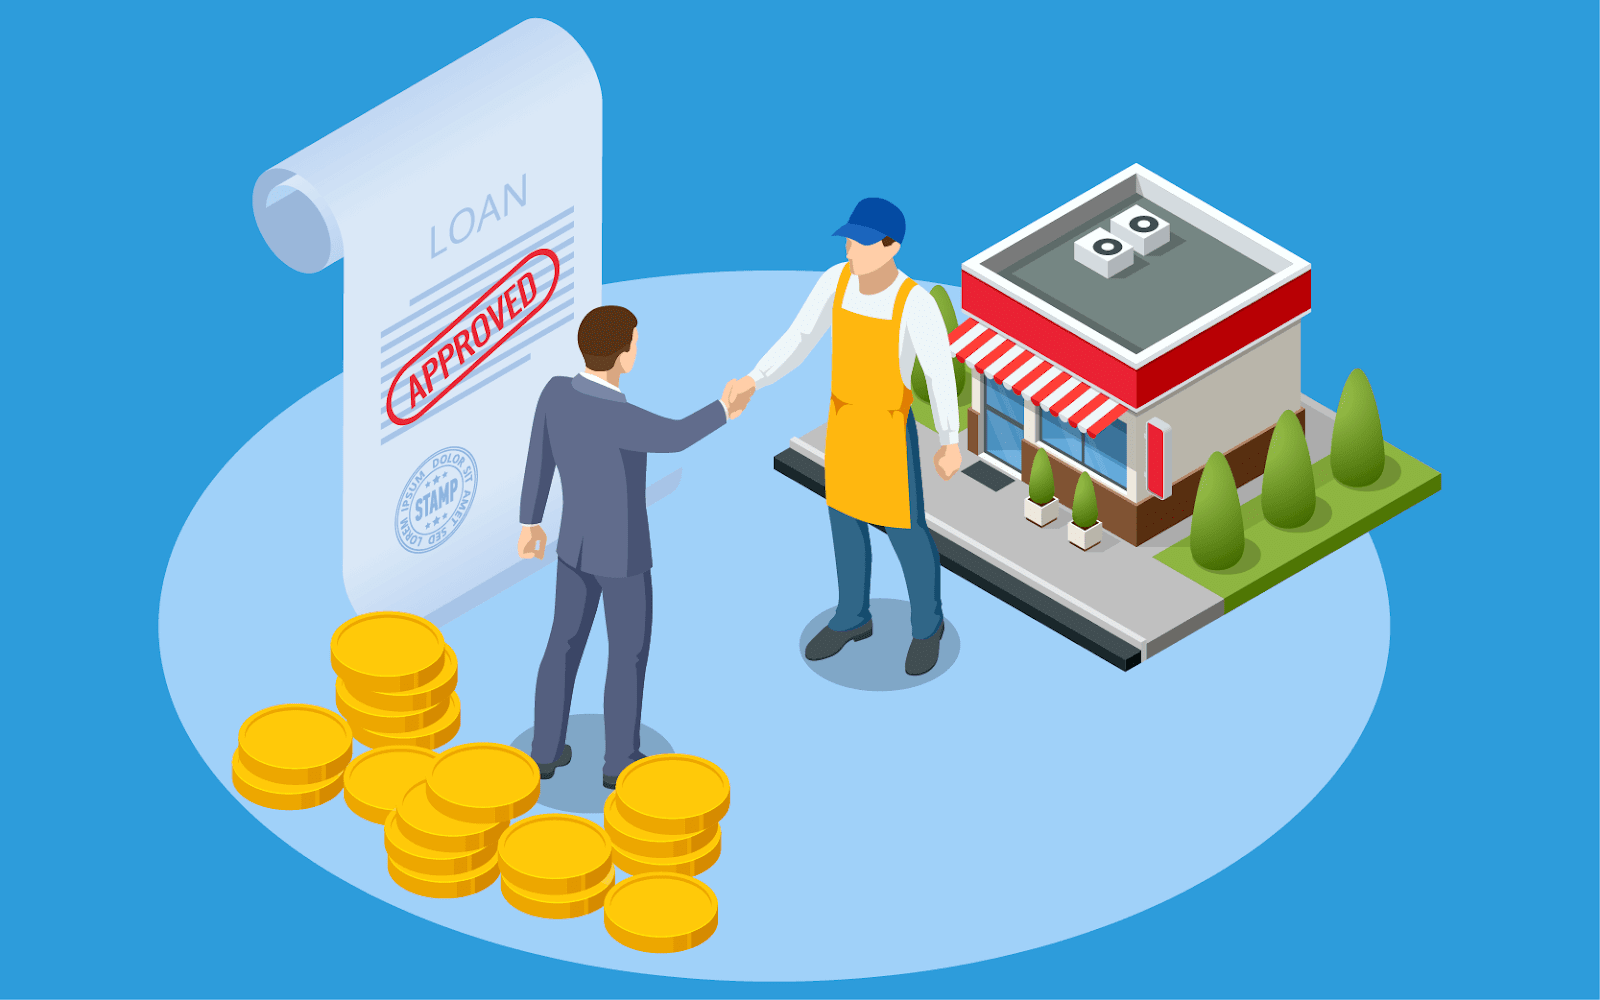 LOAN
APPROVED
LOREM IPSUM DOLOR SIT AMET SED
STAMP